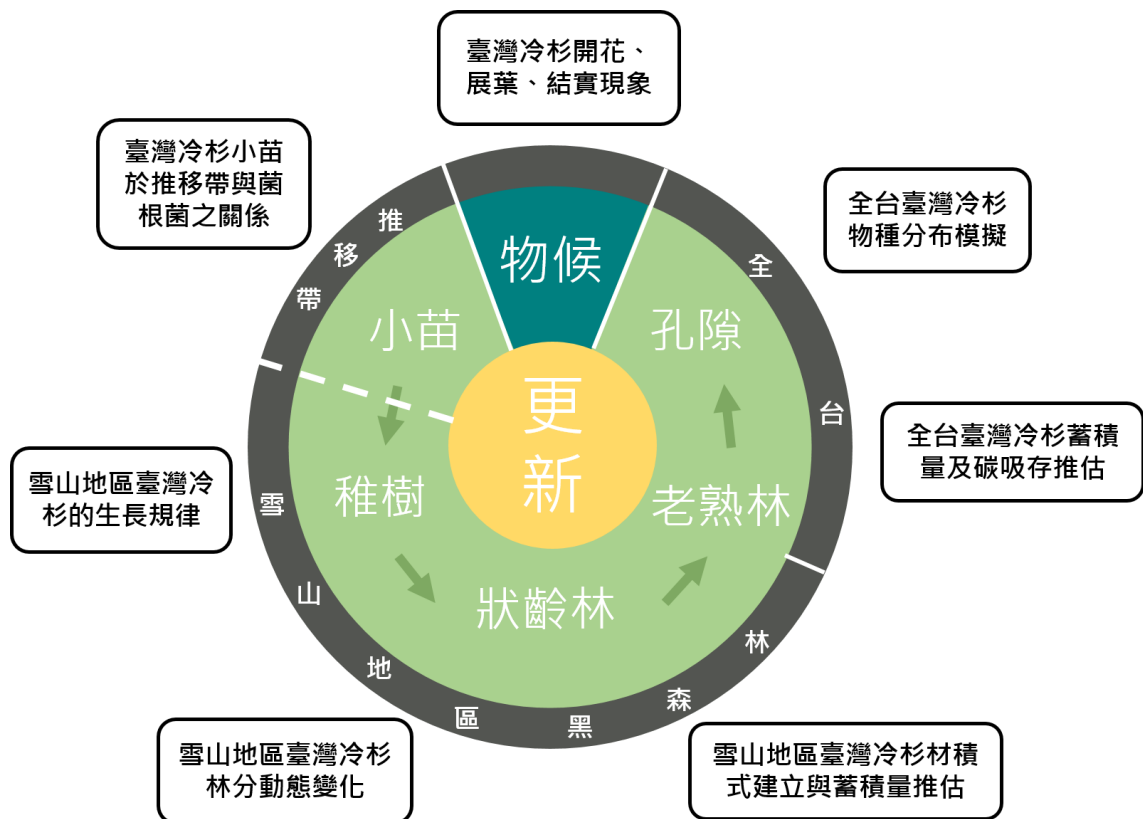 臺灣冷杉開花、
展葉、結實現象
臺灣冷杉小苗
於推移帶與菌
根菌之關係
全台臺灣冷杉
物種分布模擬
推移帶
全台
物候
小苗
孔隙
更
新
全台臺灣冷杉蓄積
量及碳吸存推估
雪山地區臺灣冷
杉的生長規律
稚樹
老熟林
狀齡林
雪山地區黑森林
雪山地區臺灣冷杉
林分動態變化
雪山地區臺灣冷杉材積
式建立與蓄積量推估